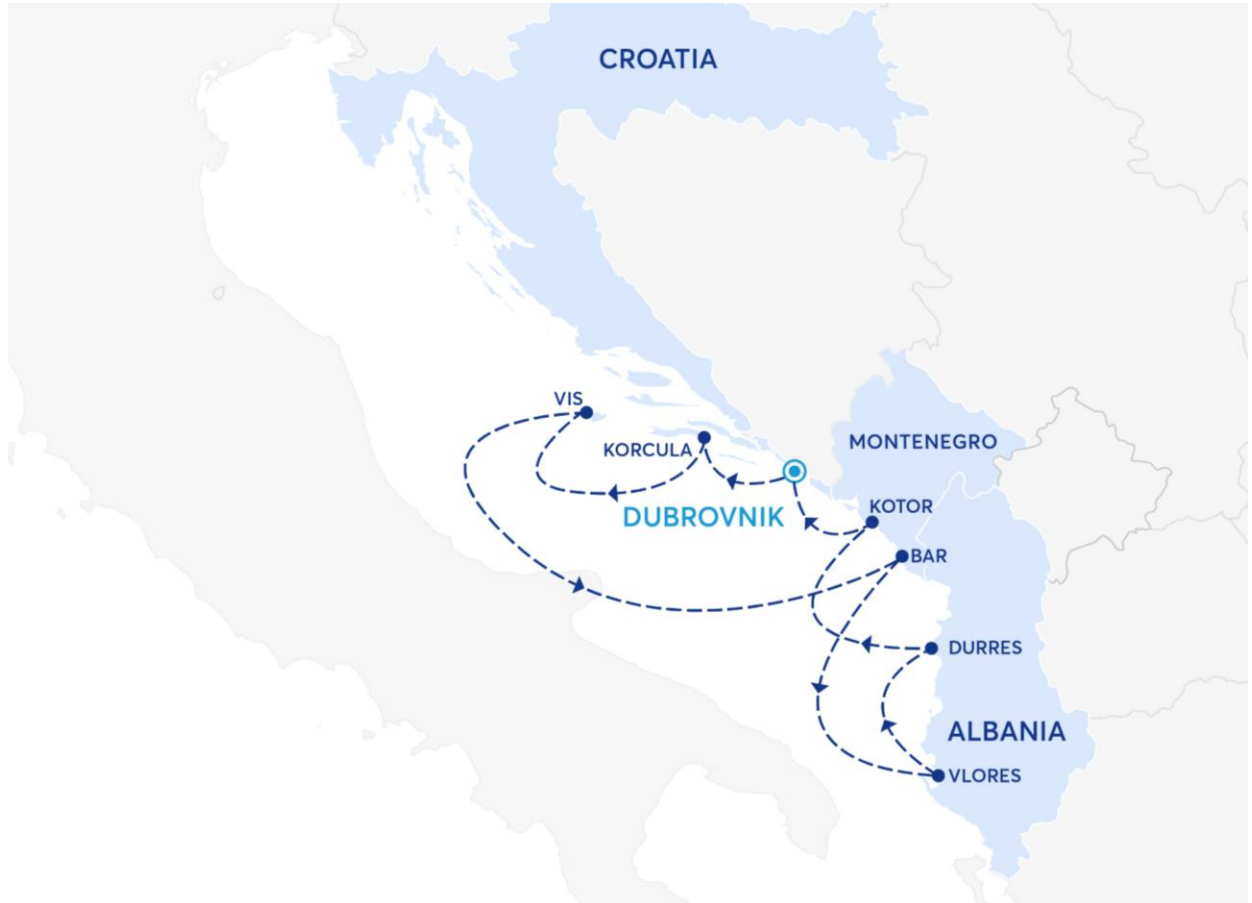 CROATIA
VIS
KORCULA
MONTENEGRO
DUBROVNIK
KOTOR
BAR
DURRES
ALBANIA
VLORES